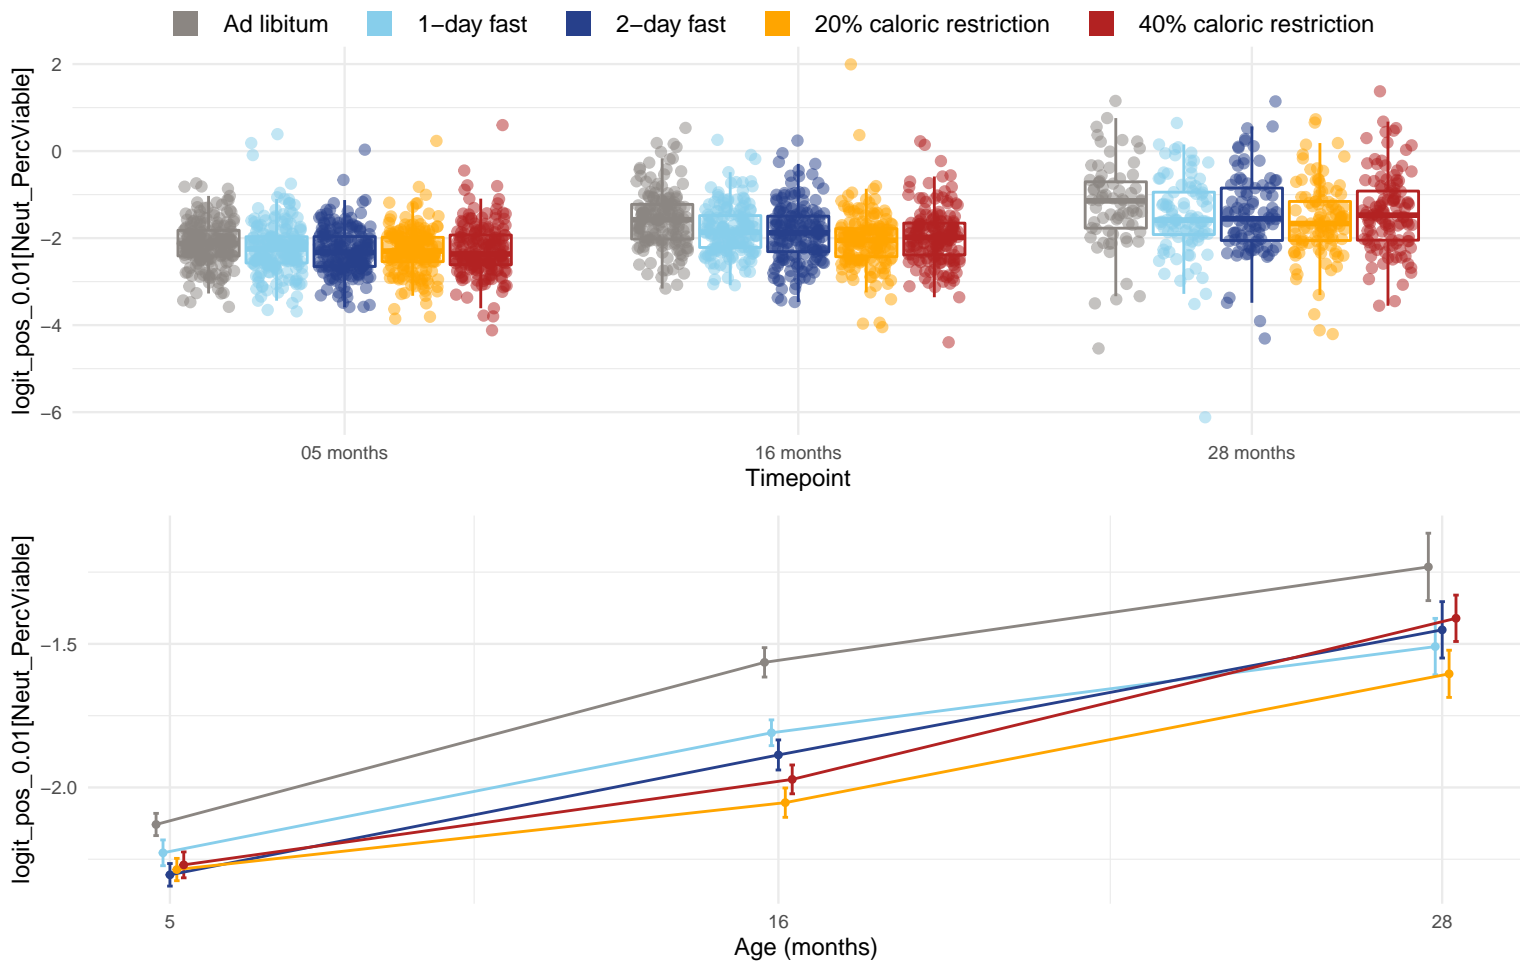 Ad libitum 1−day fast 2−day fast 20% caloric restriction 40% caloric restriction
logit_pos_0.01[Neut_PercViable]
2
0
−2
−4
−6
05 months 16 months 28 months
Timepoint
logit_pos_0.01[Neut_PercViable]
−1.5
−2.0
5 16 28
Age (months)